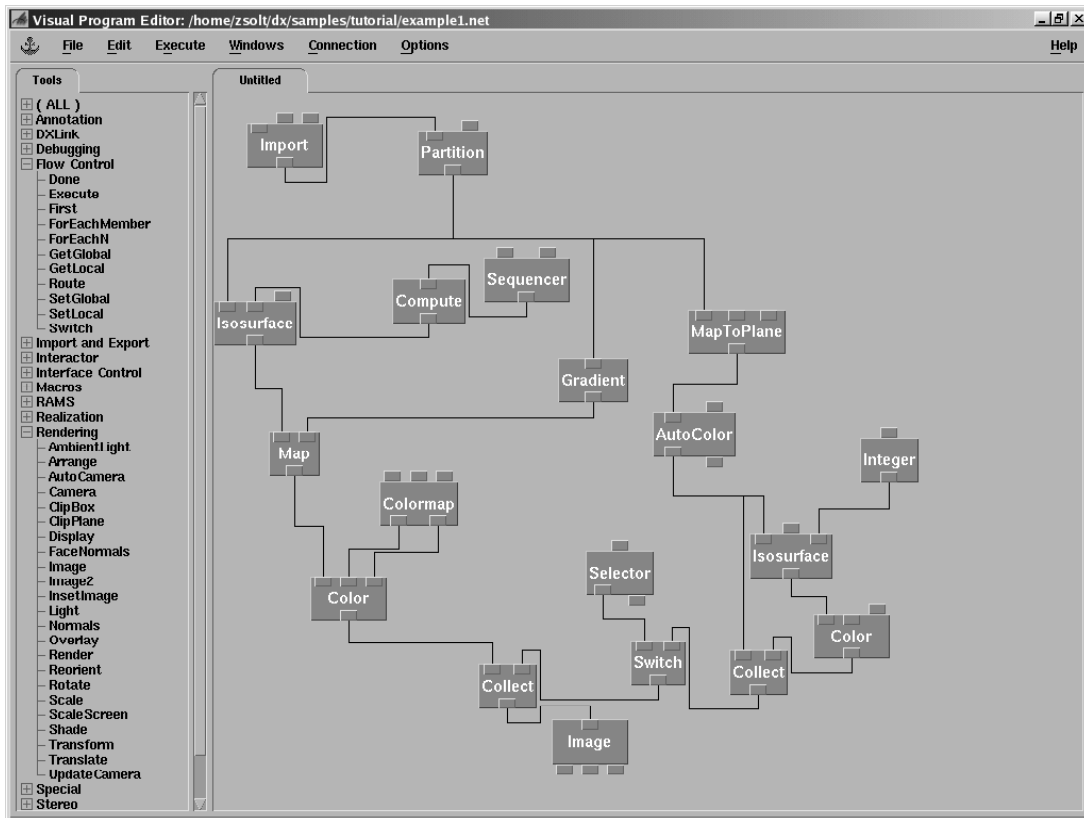 Visual Program Editor: /home/zsolt/dx/samples/tutorial/example1.net
File Edit Execute Windows Connection Options Help
Tools
Untitled
( ALL )
Annotation
DXLink
Debugging
Flow Control
Done
Execute
First
ForEachMember
ForEachN
GetGlobal
GetLocal
Route
SetGlobal
SetLocal
Switch
Import and Export
Interactor
Interface Control
Macros
RAMS
Realization
Rendering
AmbientLight
Arrange
AutoCamera
Camera
ClipBox
ClipPlane
Display
FaceNormals
Image
Image2
InsetImage
Light
Normals
Overlay
Render
Reorient
Rotate
Scale
ScaleScreen
Shade
Transform
Translate
UpdateCamera
Special
Stereo
Import
Partition
Sequencer
Compute
Isosurface
MapToPlane
Gradient
AutoColor
Map
Integer
Colormap
Isosurface
Selector
Color
Color
Switch
Collect
Collect
Image